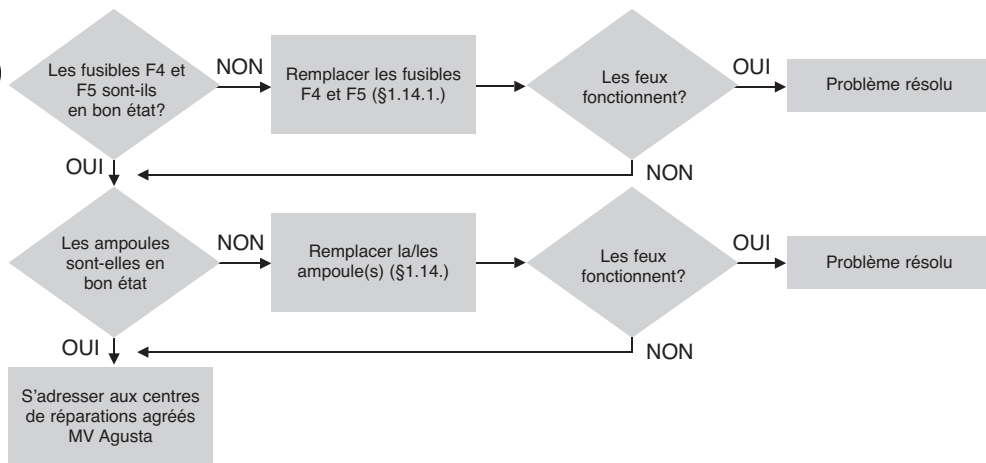 Les fusibles F4 et
F5 sont-ils
en bon état?
NON
Remplacer les fusibles
F4 et F5 (§1.14.1.)
Les feux
fonctionnent?
OUI
Problème résolu
OUI
NON
Les ampoules
sont-elles en
bon état
NON
Remplacer la/les
ampoule(s) (§1.14.)
Les feux
fonctionnent?
OUI
Problème résolu
OUI
NON
S'adresser aux centres
de réparations agréés
MV Agusta